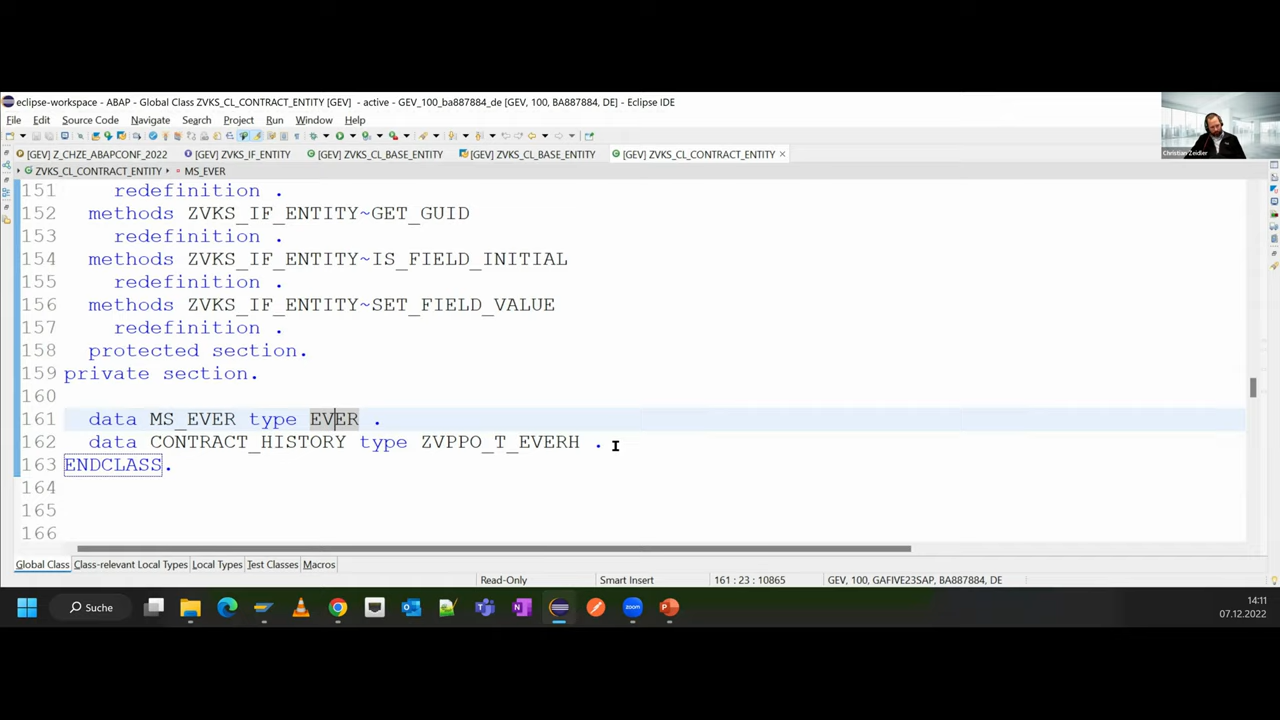 eclipse-workspace - ABAP - Global Class ZVKS_CL_CONTRACT_ENTITY [GEV] - active - GEV_100_ba887884_de [GEV, 100, BA887884, DE] - Eclipse IDE
File Edit Source Code Navigate Search Project Run Window Help
Christian Zeidler
[GEV] Z_CHZE_ABAPCONF_2022 [GEV] ZVKS_IF_ENTITY [GEV] ZVKS_CL_BASE_ENTITY [GEV] ZVKS_CL_BASE_ENTITY [GEV] ZVKS_CL_CONTRACT_ENTITY
ZVKS_CL_CONTRACT_ENTITY MS_EVER
151 redefinition .
152 methods ZVKS_IF_ENTITY~GET_GUID
153 redefinition .
154 methods ZVKS_IF_ENTITY~IS_FIELD_INITIAL
155 redefinition .
156 methods ZVKS_IF_ENTITY~SET_FIELD_VALUE
157 redefinition .
158 protected section.
159 private section.
160
161 data MS_EVER type EVER .
162 data CONTRACT_HISTORY type ZVPPO_T_EVERH .
163 ENDCLASS.
164
165
166
Global Class Class-relevant Local Types Local Types Test Classes Macros
Read-Only Smart Insert 161 : 23 : 10865 GEV, 100, GAFIVE23SAP, BA887884, DE
Suche zoom
14:11
07.12.2022